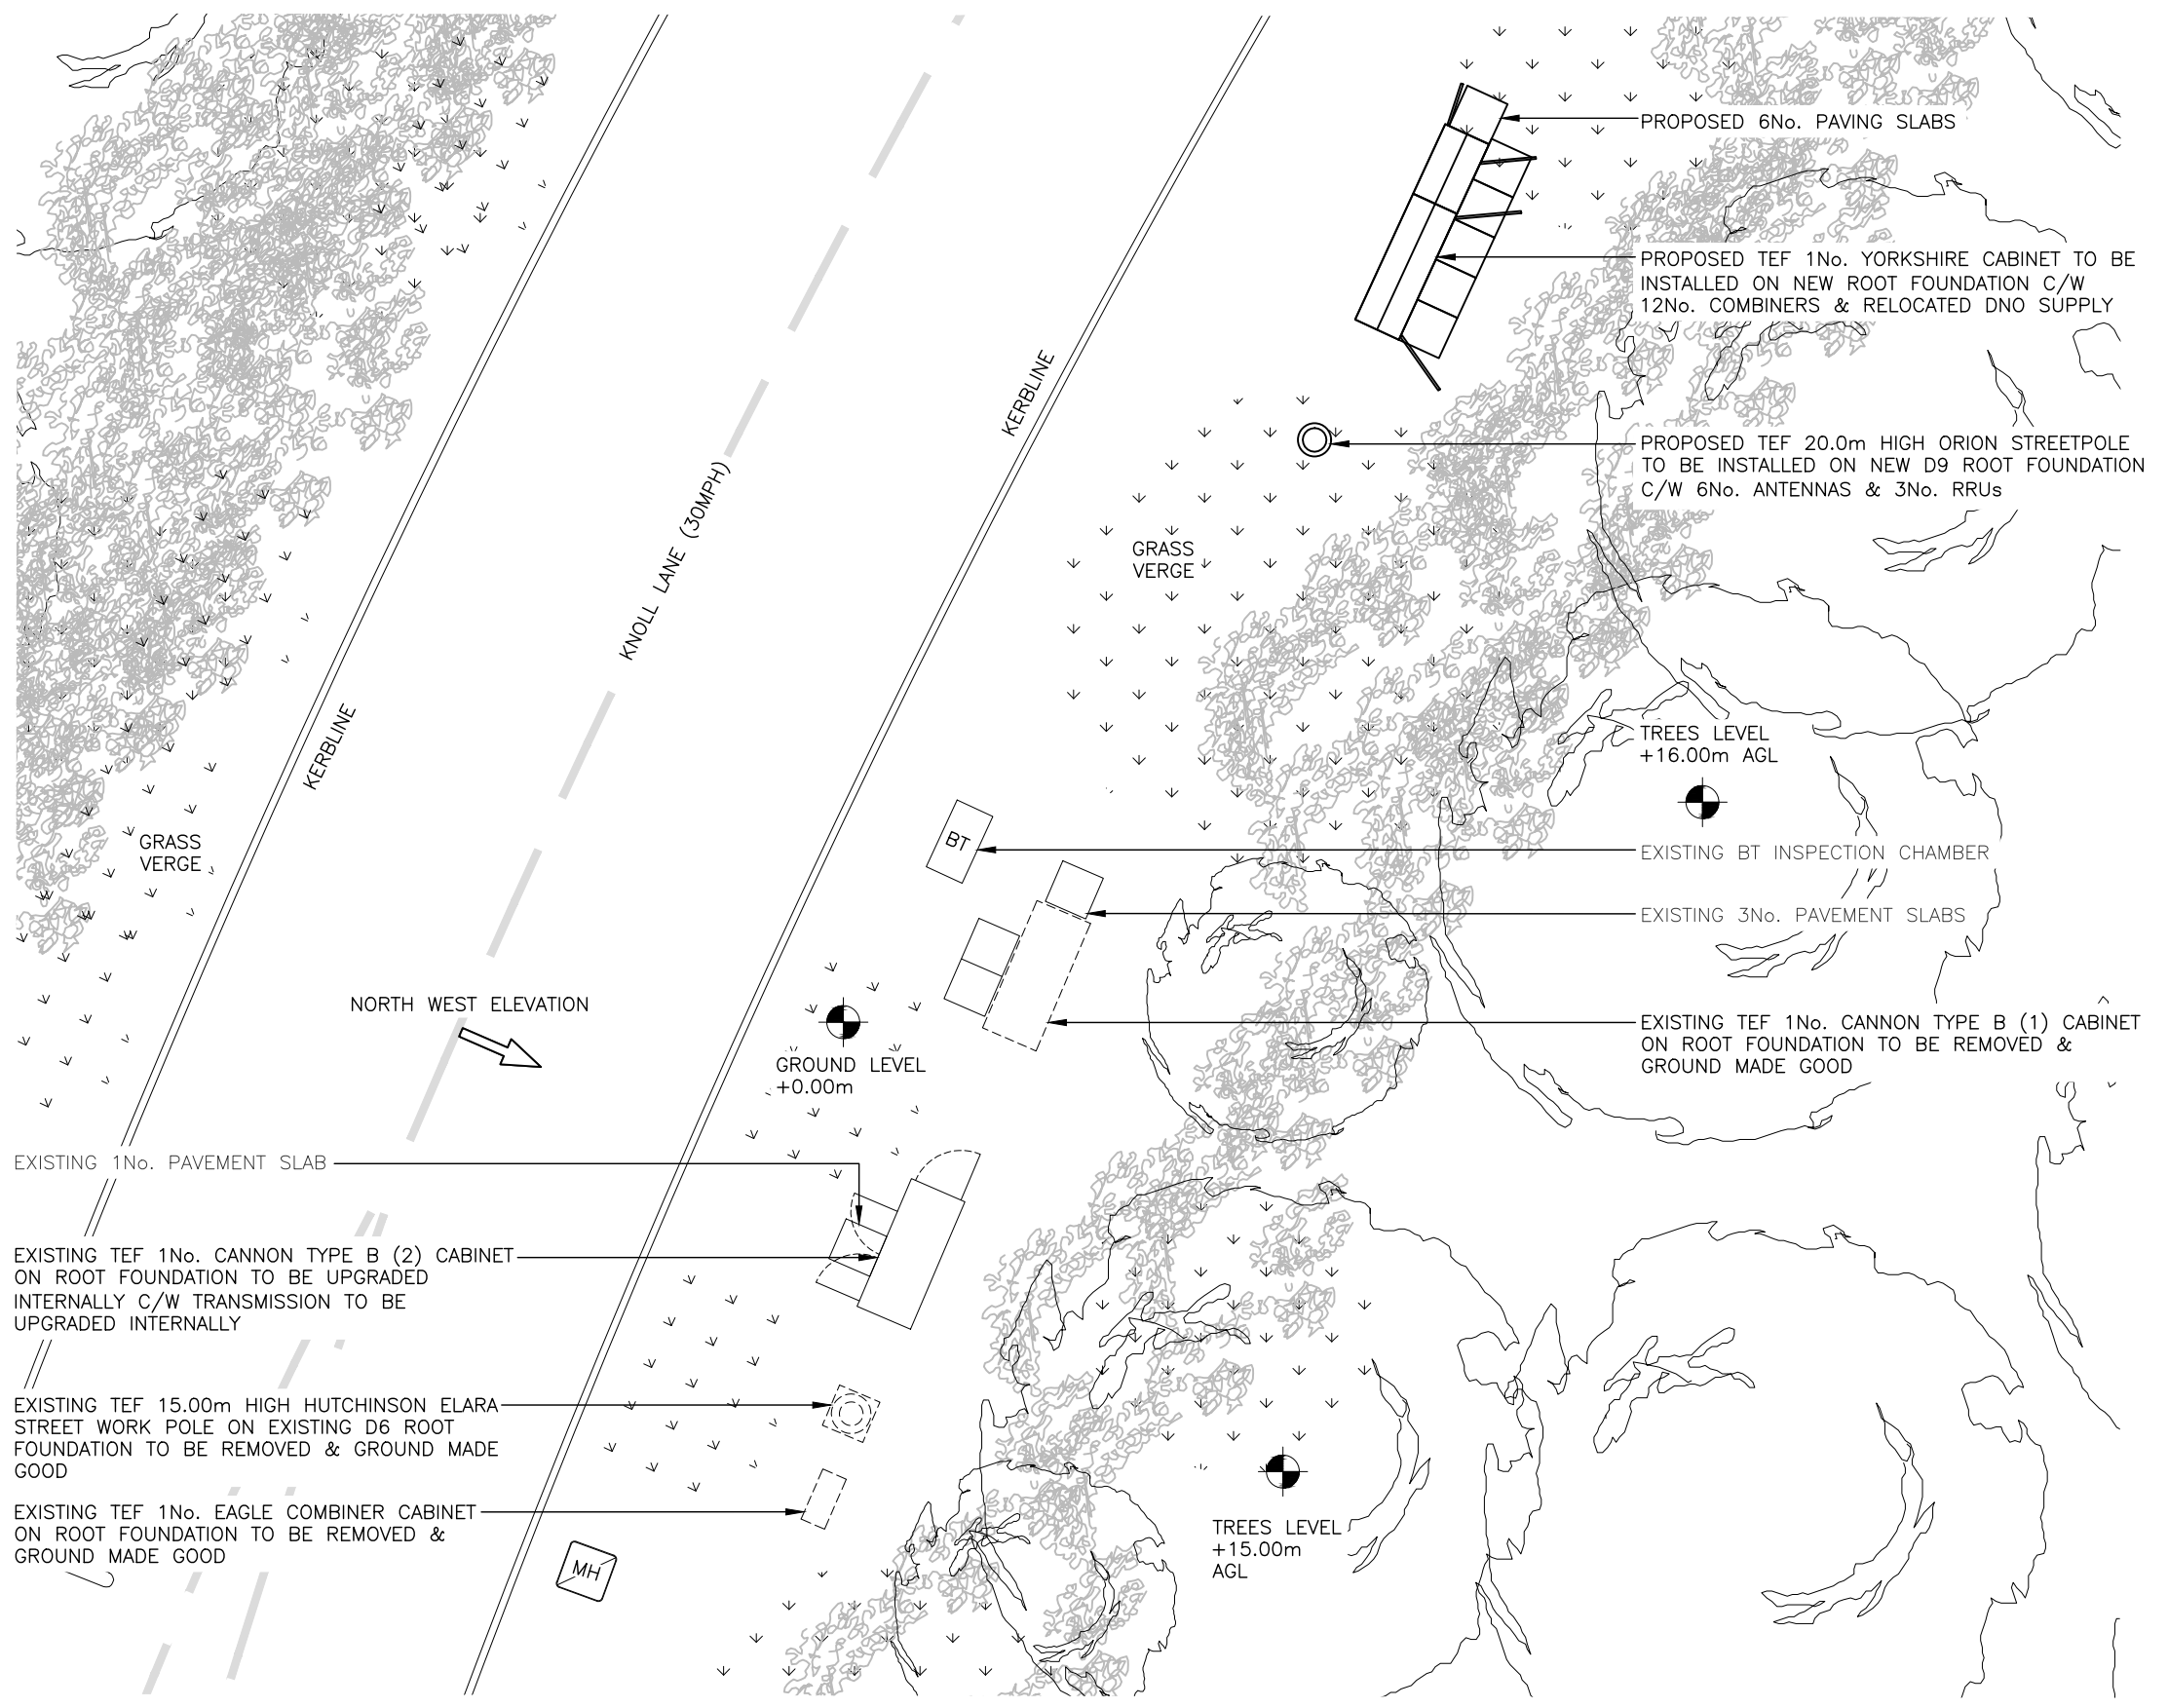 PROPOSED 6No. PAVING SLABS
PROPOSED TEF 1No. YORKSHIRE CABINET TO BE
INSTALLED ON NEW ROOT FOUNDATION C/W
12No. COMBINERS & RELOCATED DNO SUPPLY
KERBLINE
PROPOSED TEF 20.0m HIGH ORION STREETPOLE
TO BE INSTALLED ON NEW D9 ROOT FOUNDATION
C/W 6No. ANTENNAS & 3No. RRUs
KNOLL LANE (30MPH)
GRASS
VERGE
KERBLINE
TREES LEVEL
+16.00m AGL
GRASS
VERGE
BT
EXISTING BT INSPECTION CHAMBER
EXISTING 3No. PAVEMENT SLABS
NORTH WEST ELEVATION
EXISTING TEF 1No. CANNON TYPE B (1) CABINET
ON ROOT FOUNDATION TO BE REMOVED &
GROUND MADE GOOD
GROUND LEVEL
+0.00m
EXISTING 1No. PAVEMENT SLAB
EXISTING TEF 1No. CANNON TYPE B (2) CABINET
ON ROOT FOUNDATION TO BE UPGRADED
INTERNALLY C/W TRANSMISSION TO BE
UPGRADED INTERNALLY
EXISTING TEF 15.00m HIGH HUTCHINSON ELARA
STREET WORK POLE ON EXISTING D6 ROOT
FOUNDATION TO BE REMOVED & GROUND MADE
GOOD
EXISTING TEF 1No. EAGLE COMBINER CABINET
ON ROOT FOUNDATION TO BE REMOVED &
GROUND MADE GOOD
TREES LEVEL
+15.00m
AGL
MH